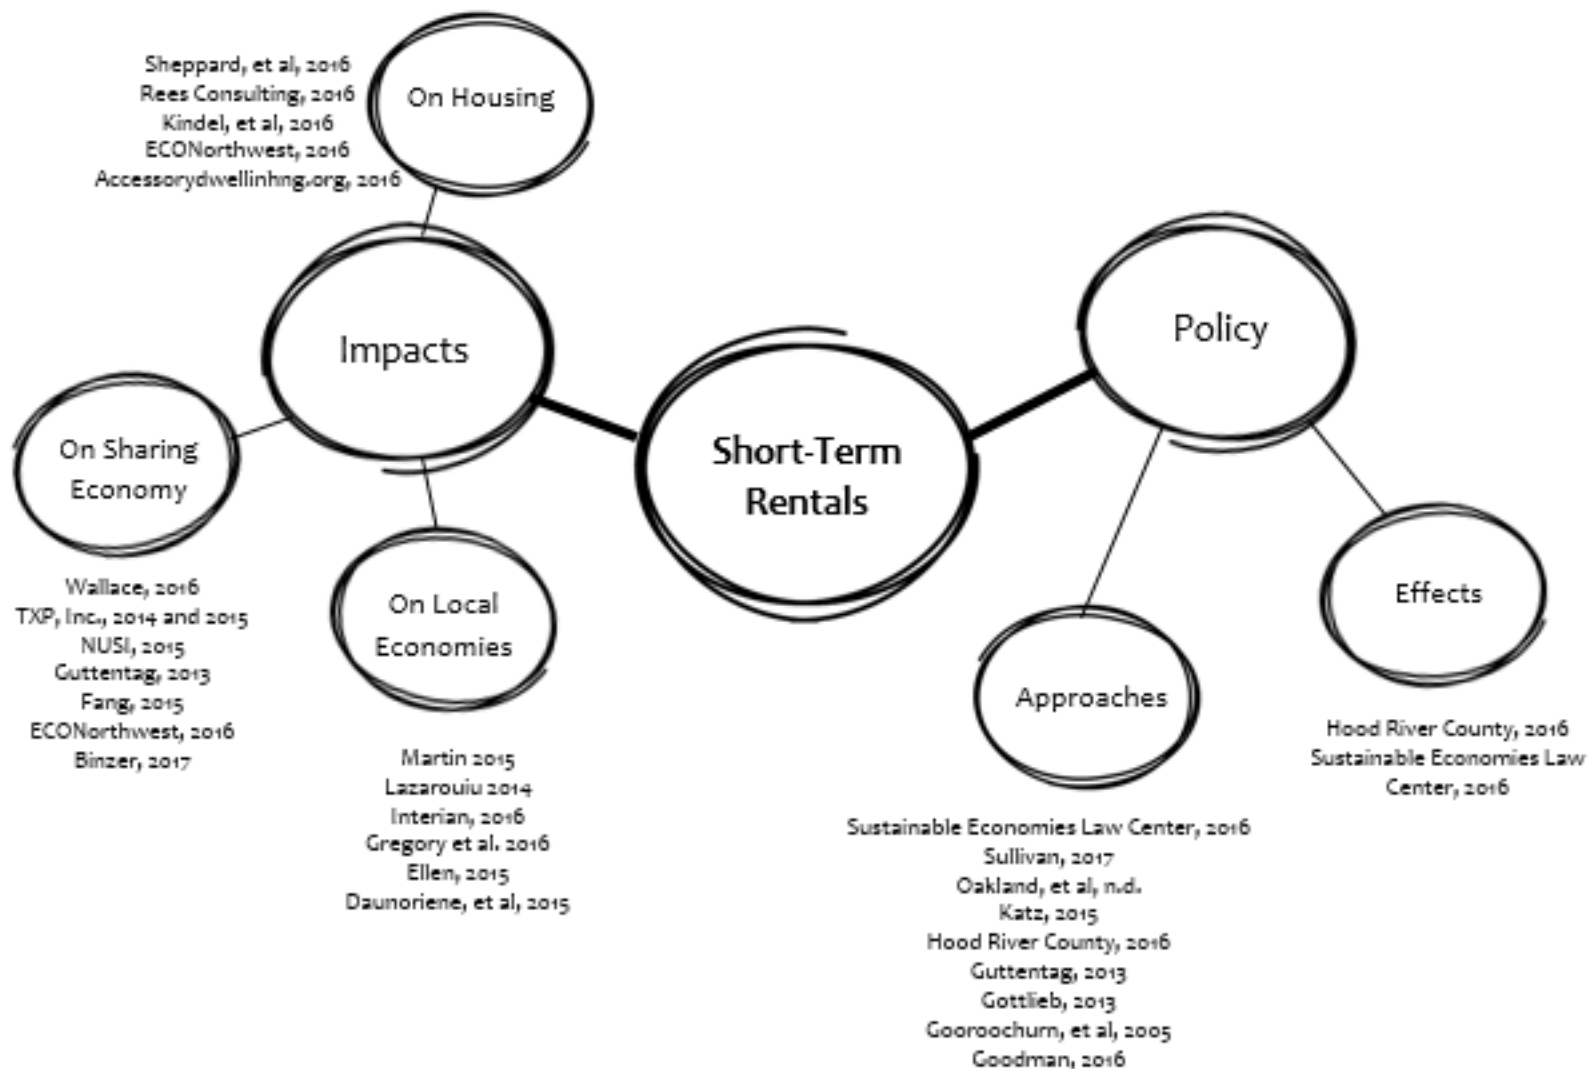 Sheppard, et al, 2016
Rees Consulting, 2016
Kindel, et al, 2016
ECONorthwest, 2016
Accessorydwellinhng.org, 2016
On Housing
Impacts
On Sharing
Economy
Wallace, 2016
TXP, Inc., 2014 and 2015
NUSI, 2015
Guttentag, 2013
Fang, 2015
ECONorthwest, 2016
Binzer, 2017
On Local
Economies
Martin 2015
Lazarouiu 2014
Interian, 2016
Gregory et al. 2016
Ellen, 2015
Daunoriene, et al, 2015
Short-Term
Rentals
Policy
Approaches
Sustainable Economies Law Center, 2016
Sullivan, 2017
Oakland, et al, n.d.
Katz, 2015
Hood River County, 2016
Guttentag, 2013
Gottlieb, 2013
Gooroochurn, et al, 2005
Goodman, 2016
Effects
Hood River County, 2016
Sustainable Economies Law
Center, 2016